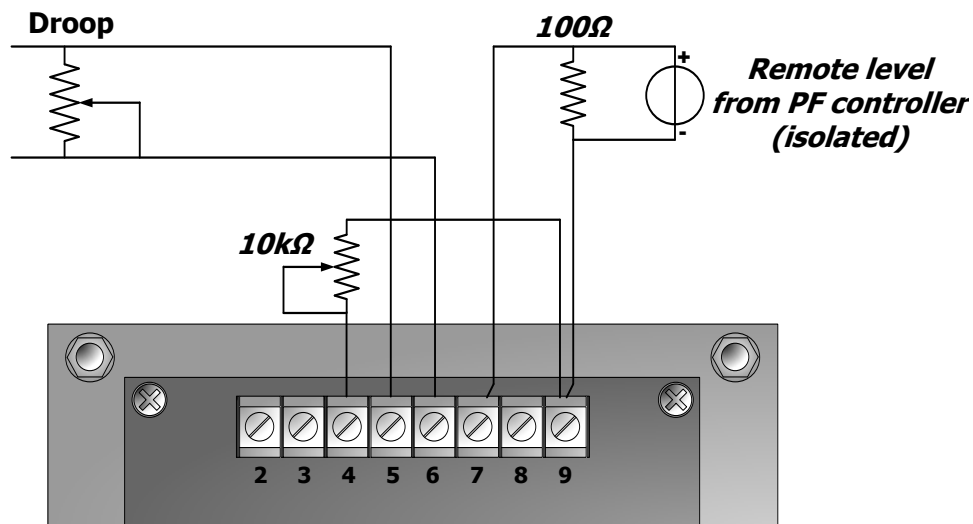 Droop
100Ω
+
Remote level
from PF controller
-
(isolated)
10kΩ
2 3 4 5 6 7 8 9